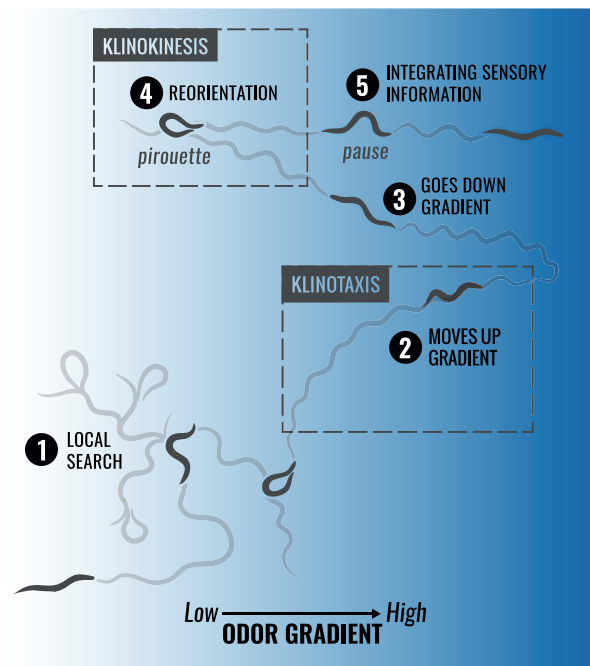 KLINOKINESIS
4 REORIENTATION
pirouette
5 INTEGRATING SENSORY
INFORMATION
pause
3 GOES DOWN
GRADIENT
KLINOTAXIS
2 MOVES UP
GRADIENT
1 LOCAL
SEARCH
Low High
ODOR GRADIENT